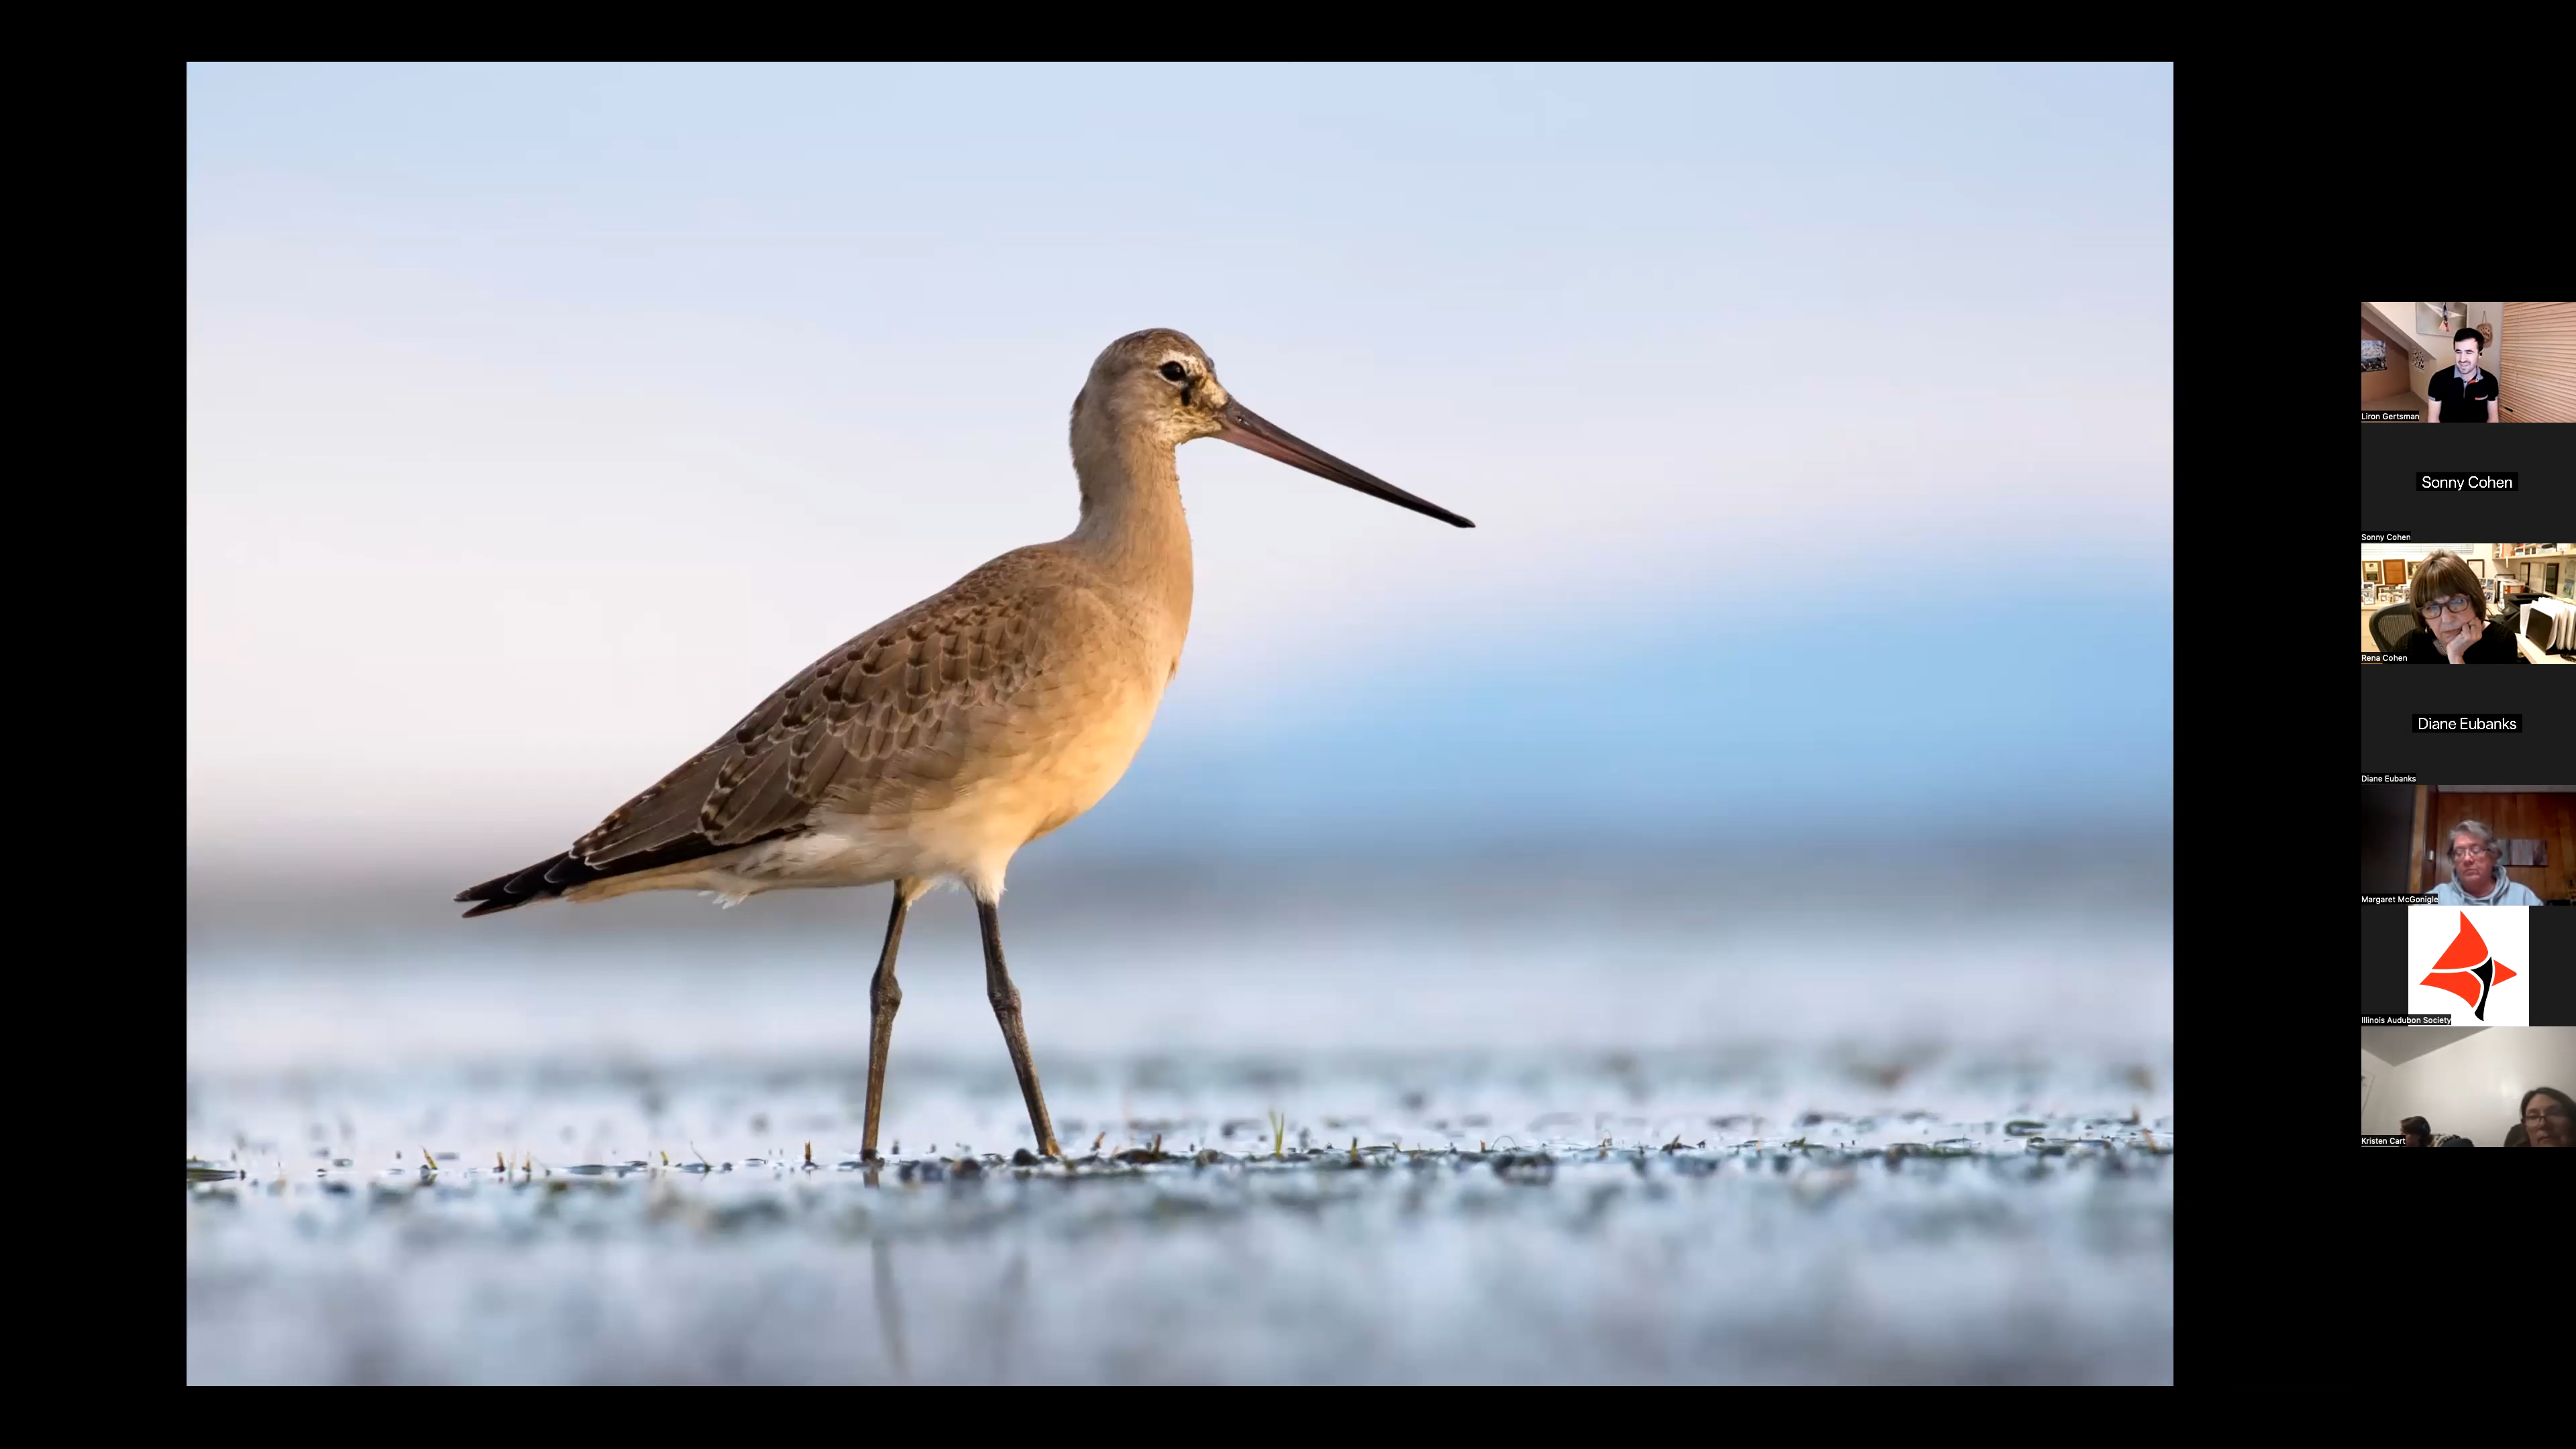 Liron Gertsman
Sonny Cohen
Sonny Cohen
Rena Cohen
Diane Eubanks
Diane Eubanks
Margaret McGonigle
Illinois Audubon Society
Kristen Cart